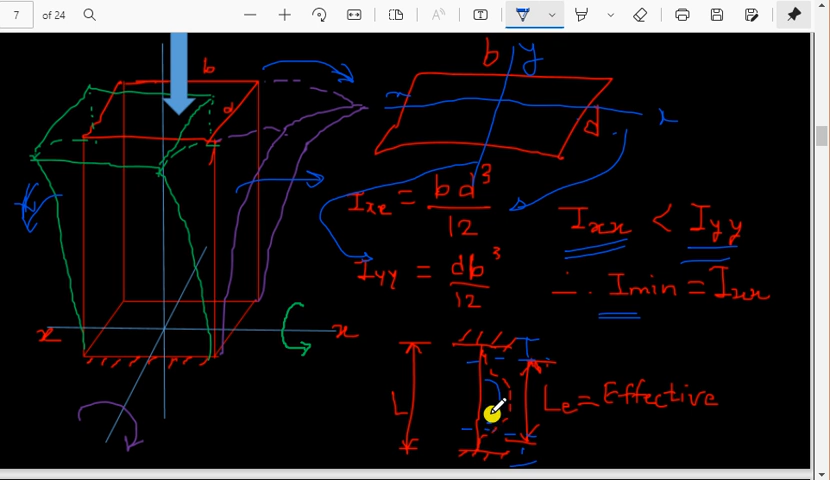 7 of 24
b
d
b
y
x
d
Ixx = bd³/12
Ixx < Iyy
Iyy = db³/12
∴ Imin = Ixx
x
x
L
Le = Effective